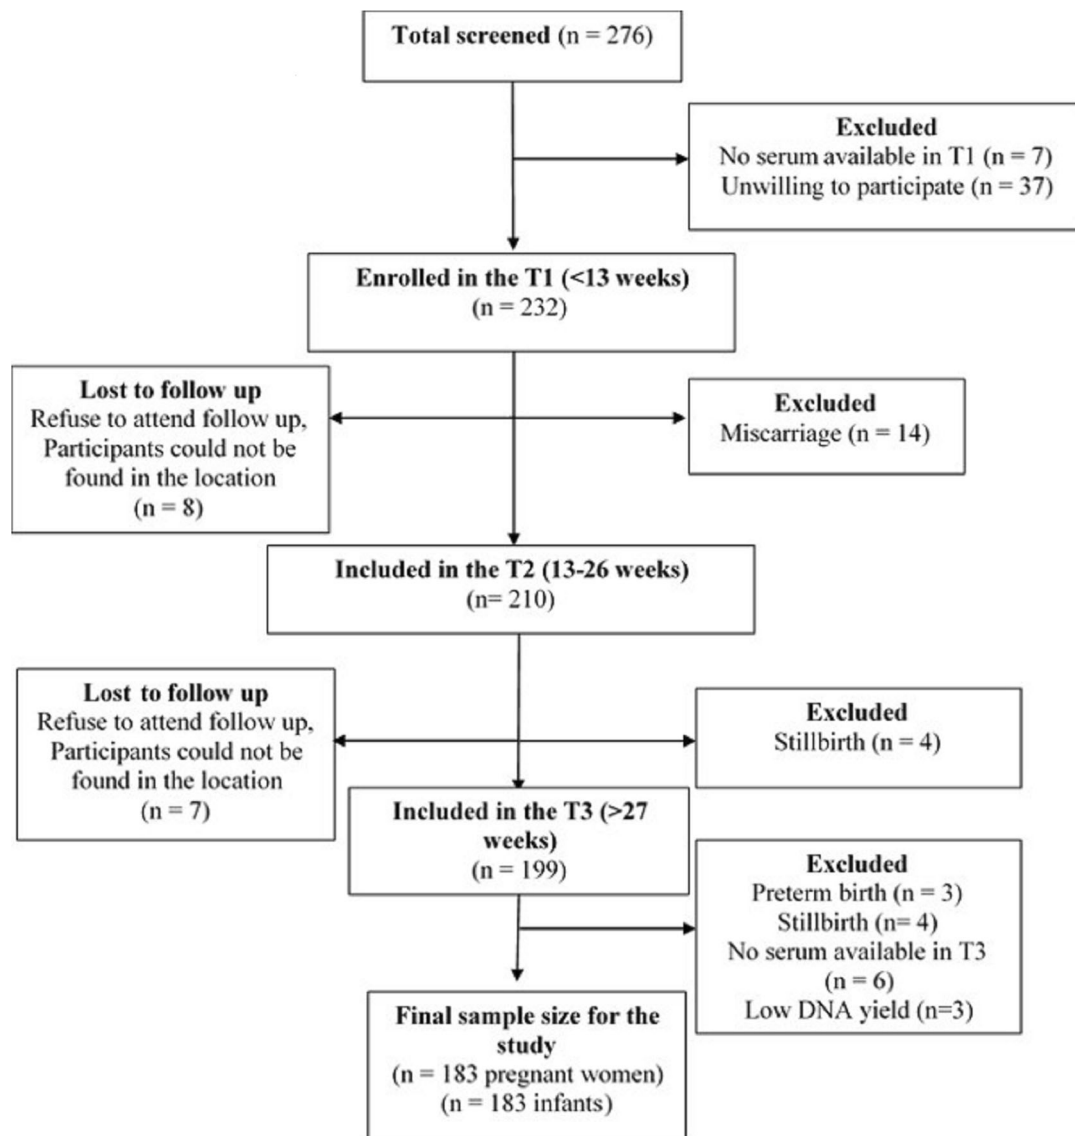 Total screened (n = 276)
Excluded
No serum available in T1 (n = 7)
Unwilling to participate (n = 37)
Enrolled in the T1 (<13 weeks)
(n = 232)
Lost to follow up
Refuse to attend follow up,
Participants could not be
found in the location
(n = 8)
Excluded
Miscarriage (n = 14)
Included in the T2 (13-26 weeks)
(n= 210)
Lost to follow up
Refuse to attend follow up,
Participants could not be
found in the location
(n = 7)
Excluded
Stillbirth (n = 4)
Included in the T3 (>27
weeks)
(n = 199)
Excluded
Preterm birth (n = 3)
Stillbirth (n= 4)
No serum available in T3
(n = 6)
Low DNA yield (n=3)
Final sample size for the
study
(n = 183 pregnant women)
(n = 183 infants)